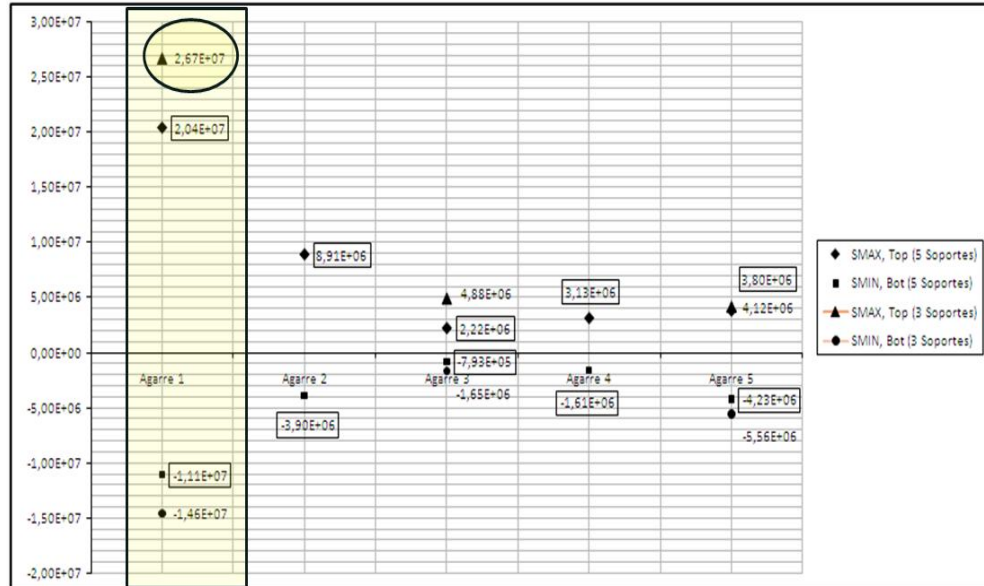 3,00E+07
2,67E+07
2,50E+07
2,04E+07
2,00E+07
1,50E+07
1,00E+07
8,91E+06
SMAX, Top (5 Soportes)
SMIN, Bot (5 Soportes)
SMAX, Top (3 Soportes)
SMIN, Bot (3 Soportes)
5,00E+06
4,88E+06
3,13E+06
3,80E+06
4,12E+06
2,22E+06
0,00E+00
-7,93E+05
Agarre 1
Agarre 2
Agarre 3
Agarre 4
Agarre 5
-1,65E+06
-1,61E+06
-4,23E+06
-5,00E+06
-3,90E+06
-5,56E+06
-1,00E+07
-1,11E+07
-1,46E+07
-1,50E+07
-2,00E+07